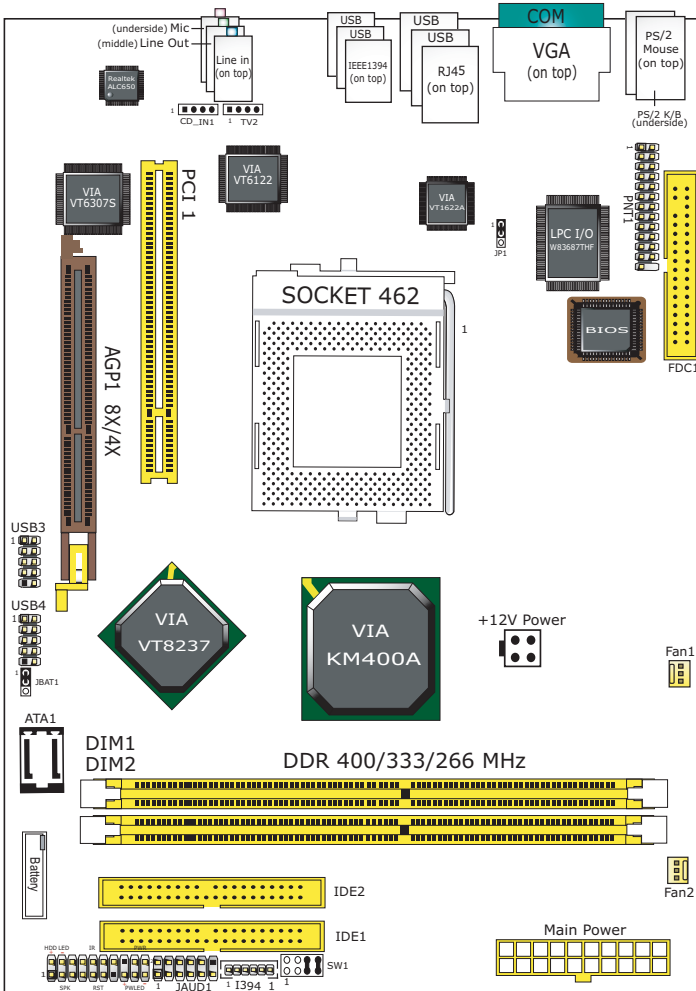 (underside) Mic
(middle) Line Out
Line in
(on top)
USB
USB
IEEE1394
(on top)
USB
USB
RJ45
(on top)
COM
VGA
(on top)
PS/2
Mouse
(on top)
PS/2 K/B
(underside)
Realtek
ALC650
1
CD_IN1
1
TV2
VIA
VT6307S
PCI 1
VIA
VT6122
VIA
VT1622A
1
JP1
LPC I/O
W83687THF
1
PNT1
BIOS
FDC1
SOCKET 462
1
AGP1 8X/4X
USB3
1
USB4
1
1
JBAT1
VIA
VT8237
VIA
KM400A
+12V Power
Fan1
ATA1
DIM1
DIM2
DDR 400/333/266 MHz
Battery
Fan2
IDE2
IDE1
Main Power
HDD LED
IR
PWR
1
SPK
RST
PWLED
1
JAUD1
1 I394 1
1
SW1